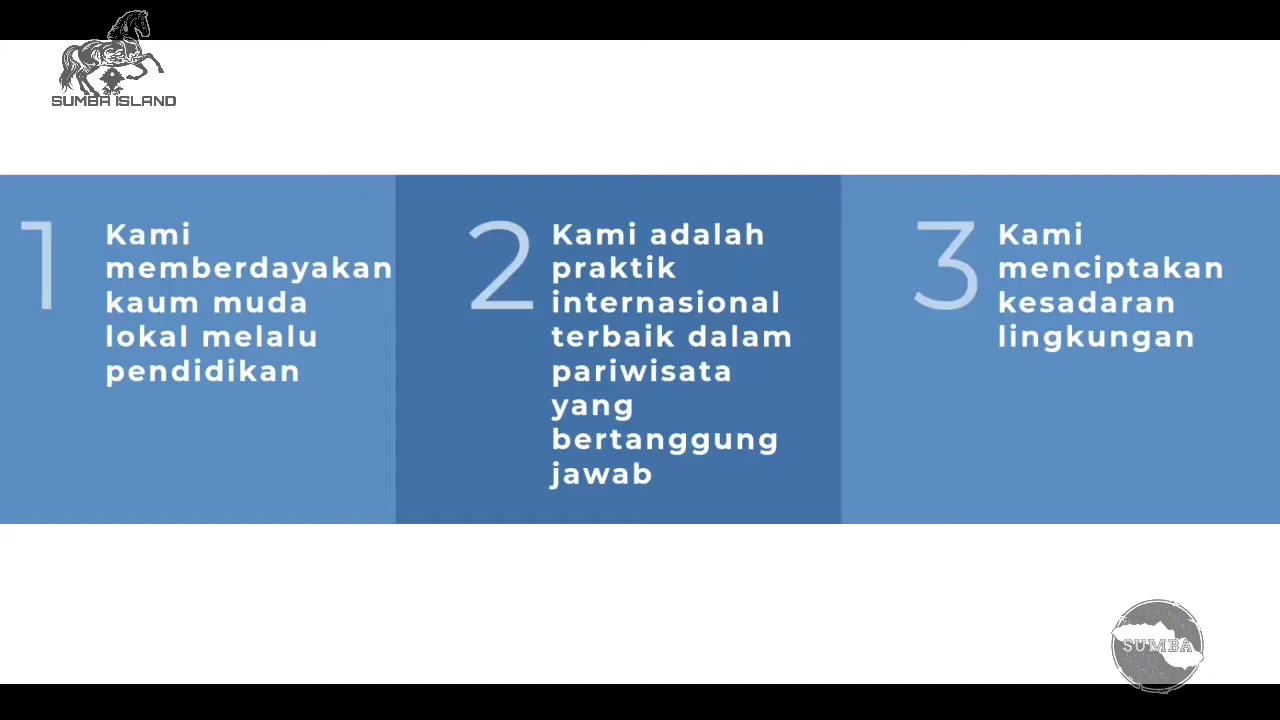 SUMBA ISLAND
1
Kami
memberdayakan
kaum muda
lokal melalu
pendidikan
2
Kami adalah
praktik
internasional
terbaik dalam
pariwisata
yang
bertanggung
jawab
3
Kami
menciptakan
kesadaran
lingkungan
SUMBA